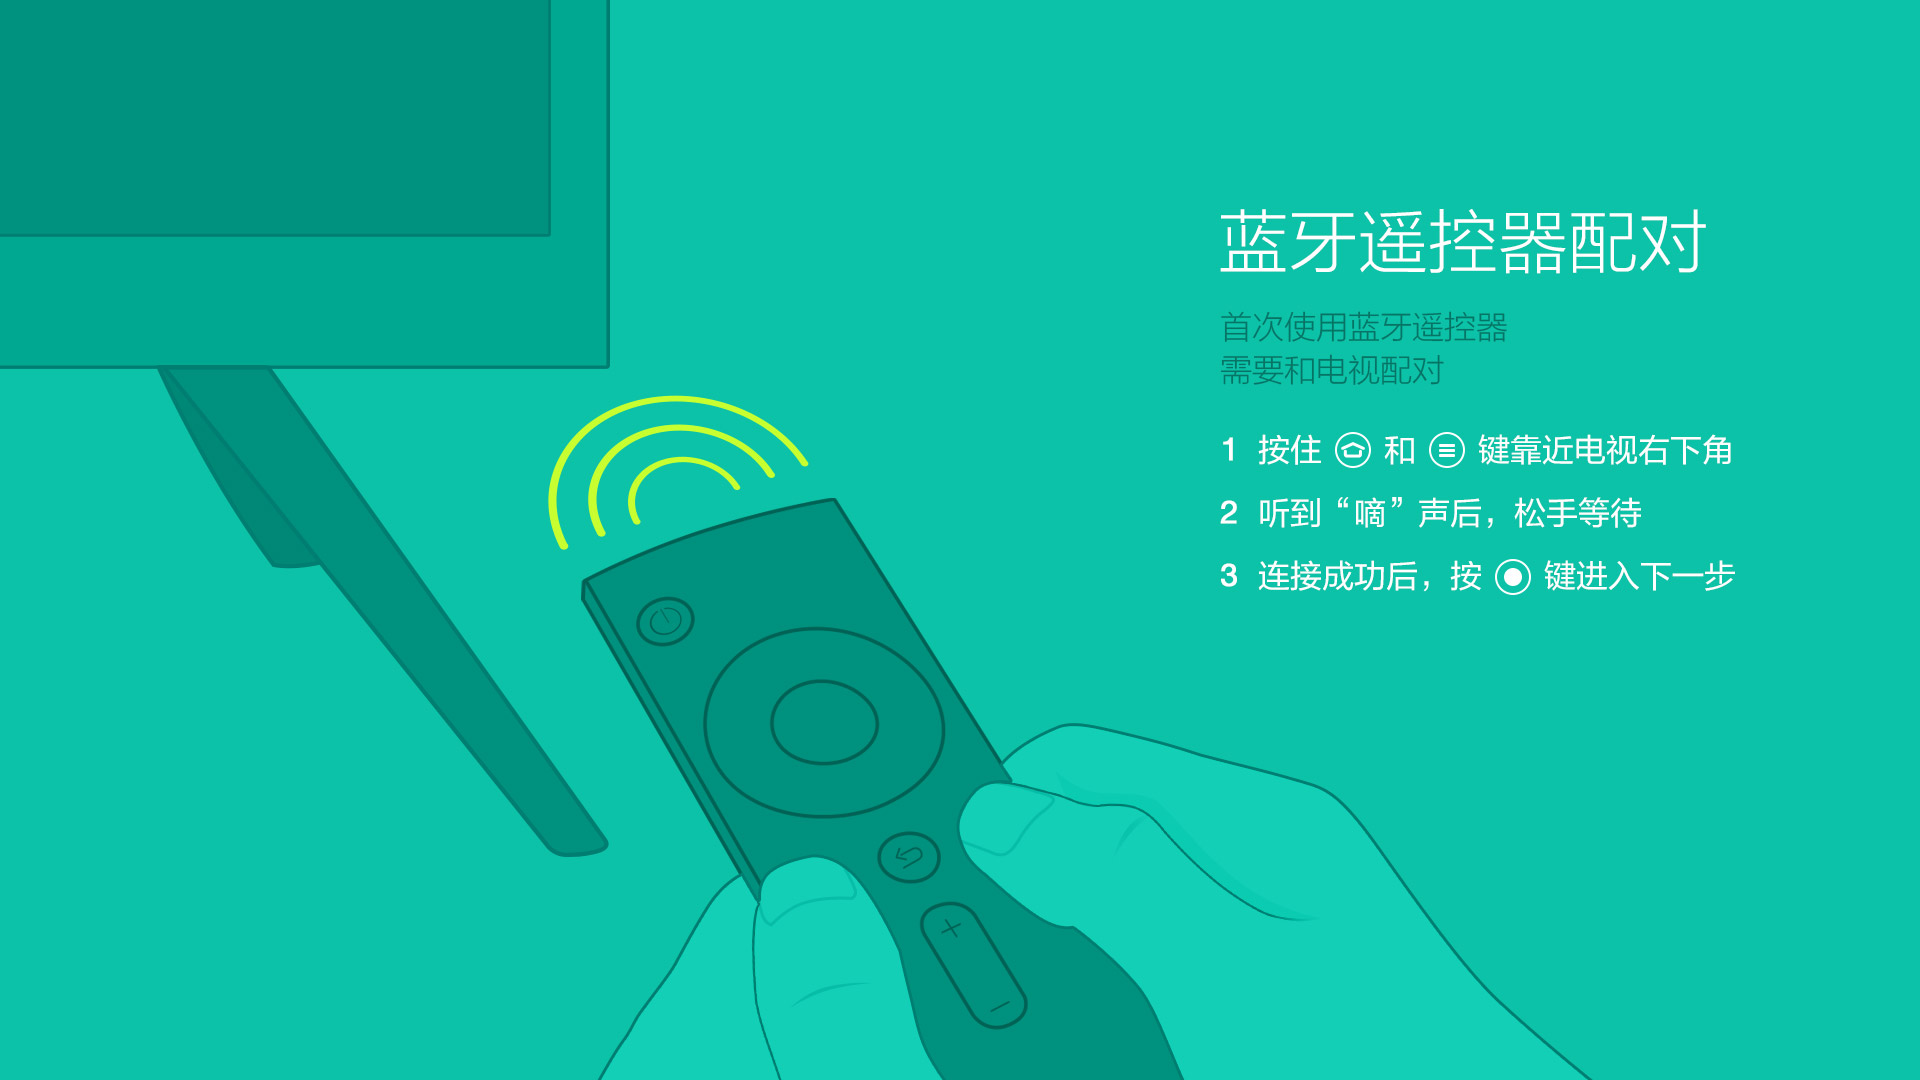 蓝牙遥控器配对
首次使用蓝牙遥控器
需要和电视配对
1 按住 和 键靠近电视右下角
2 听到“嘀”声后，松手等待
3 连接成功后，按 键进入下一步